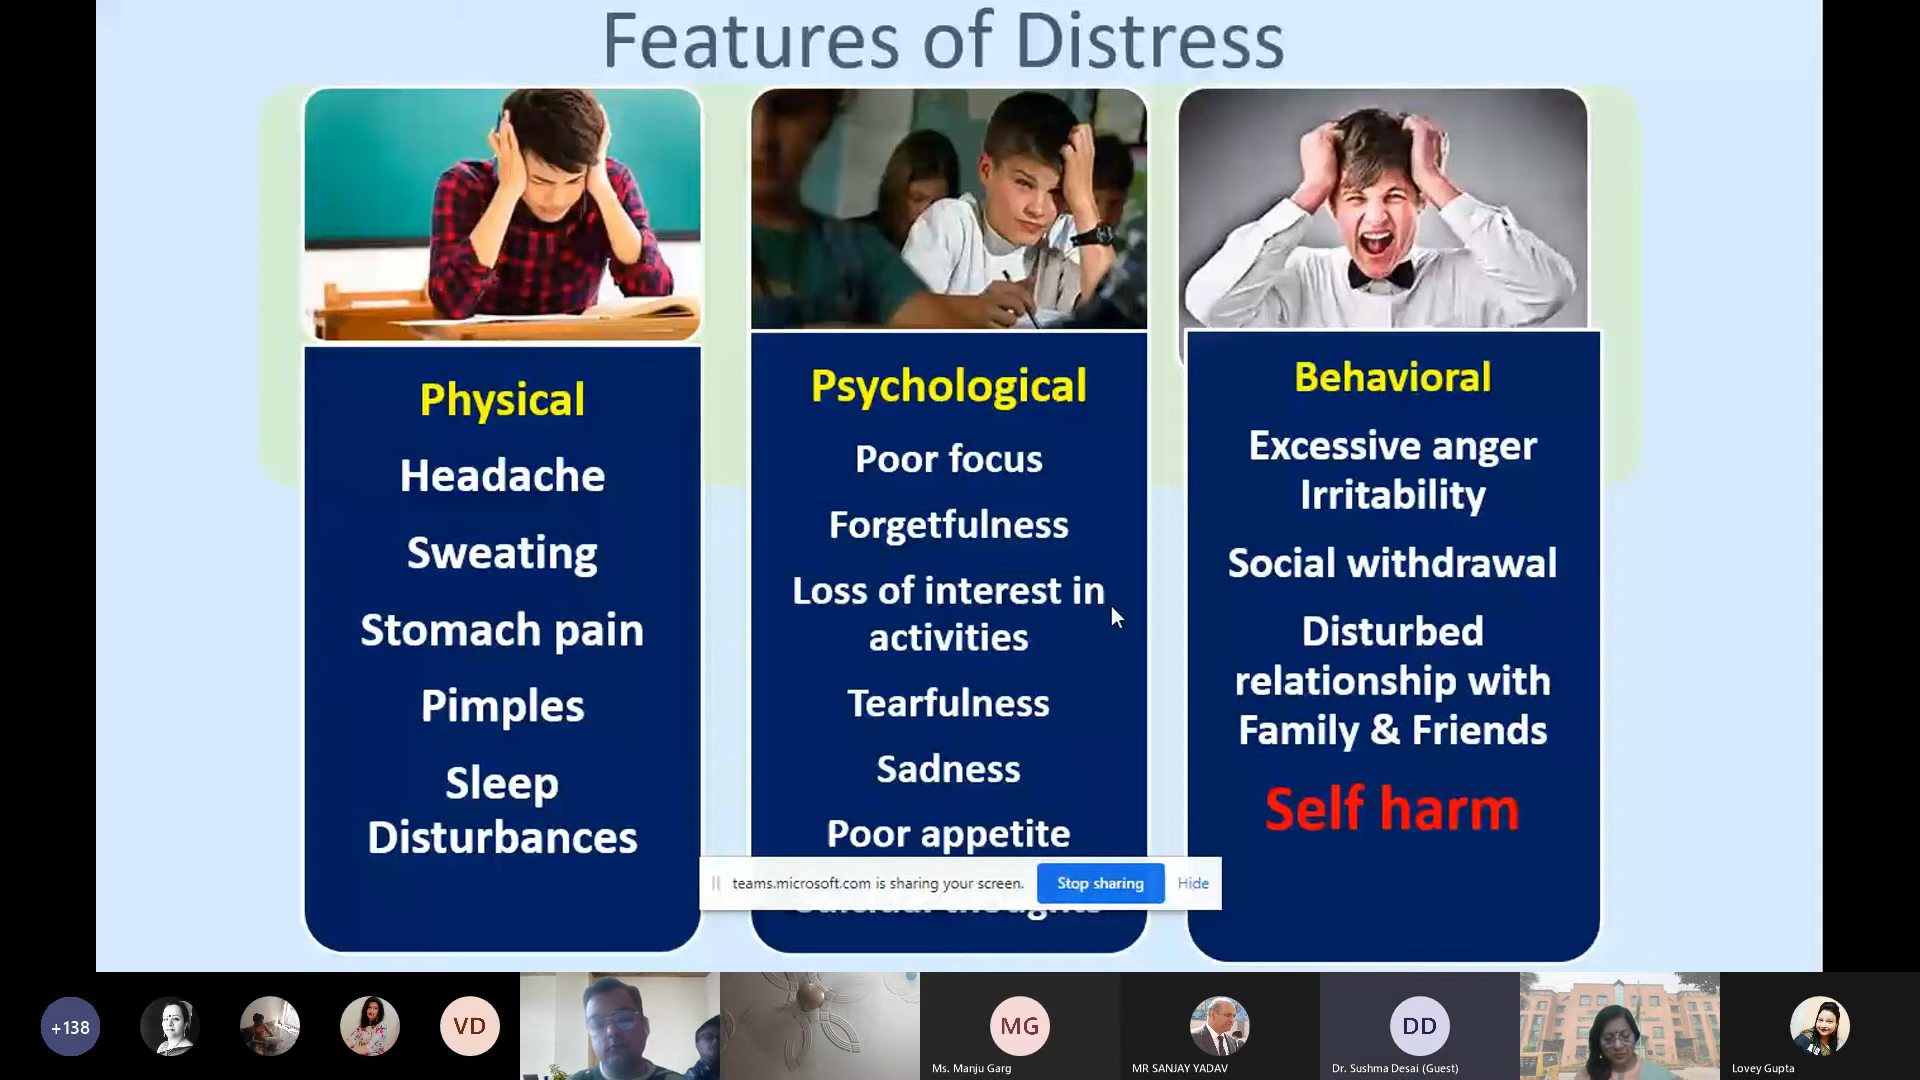 Features of Distress
Physical
Headache
Sweating
Stomach pain
Pimples
Sleep
Disturbances
Psychological
Poor focus
Forgetfulness
Loss of interest in
activities
Tearfulness
Sadness
Poor appetite
Behavioral
Excessive anger
Irritability
Social withdrawal
Disturbed
relationship with
Family & Friends
Self harm
teams.microsoft.com is sharing your screen.
Stop sharing
Hide
+138
VD
MG
Ms. Manju Garg
MR SANJAY YADAV
DD
Dr. Sushma Desai (Guest)
Lovey Gupta